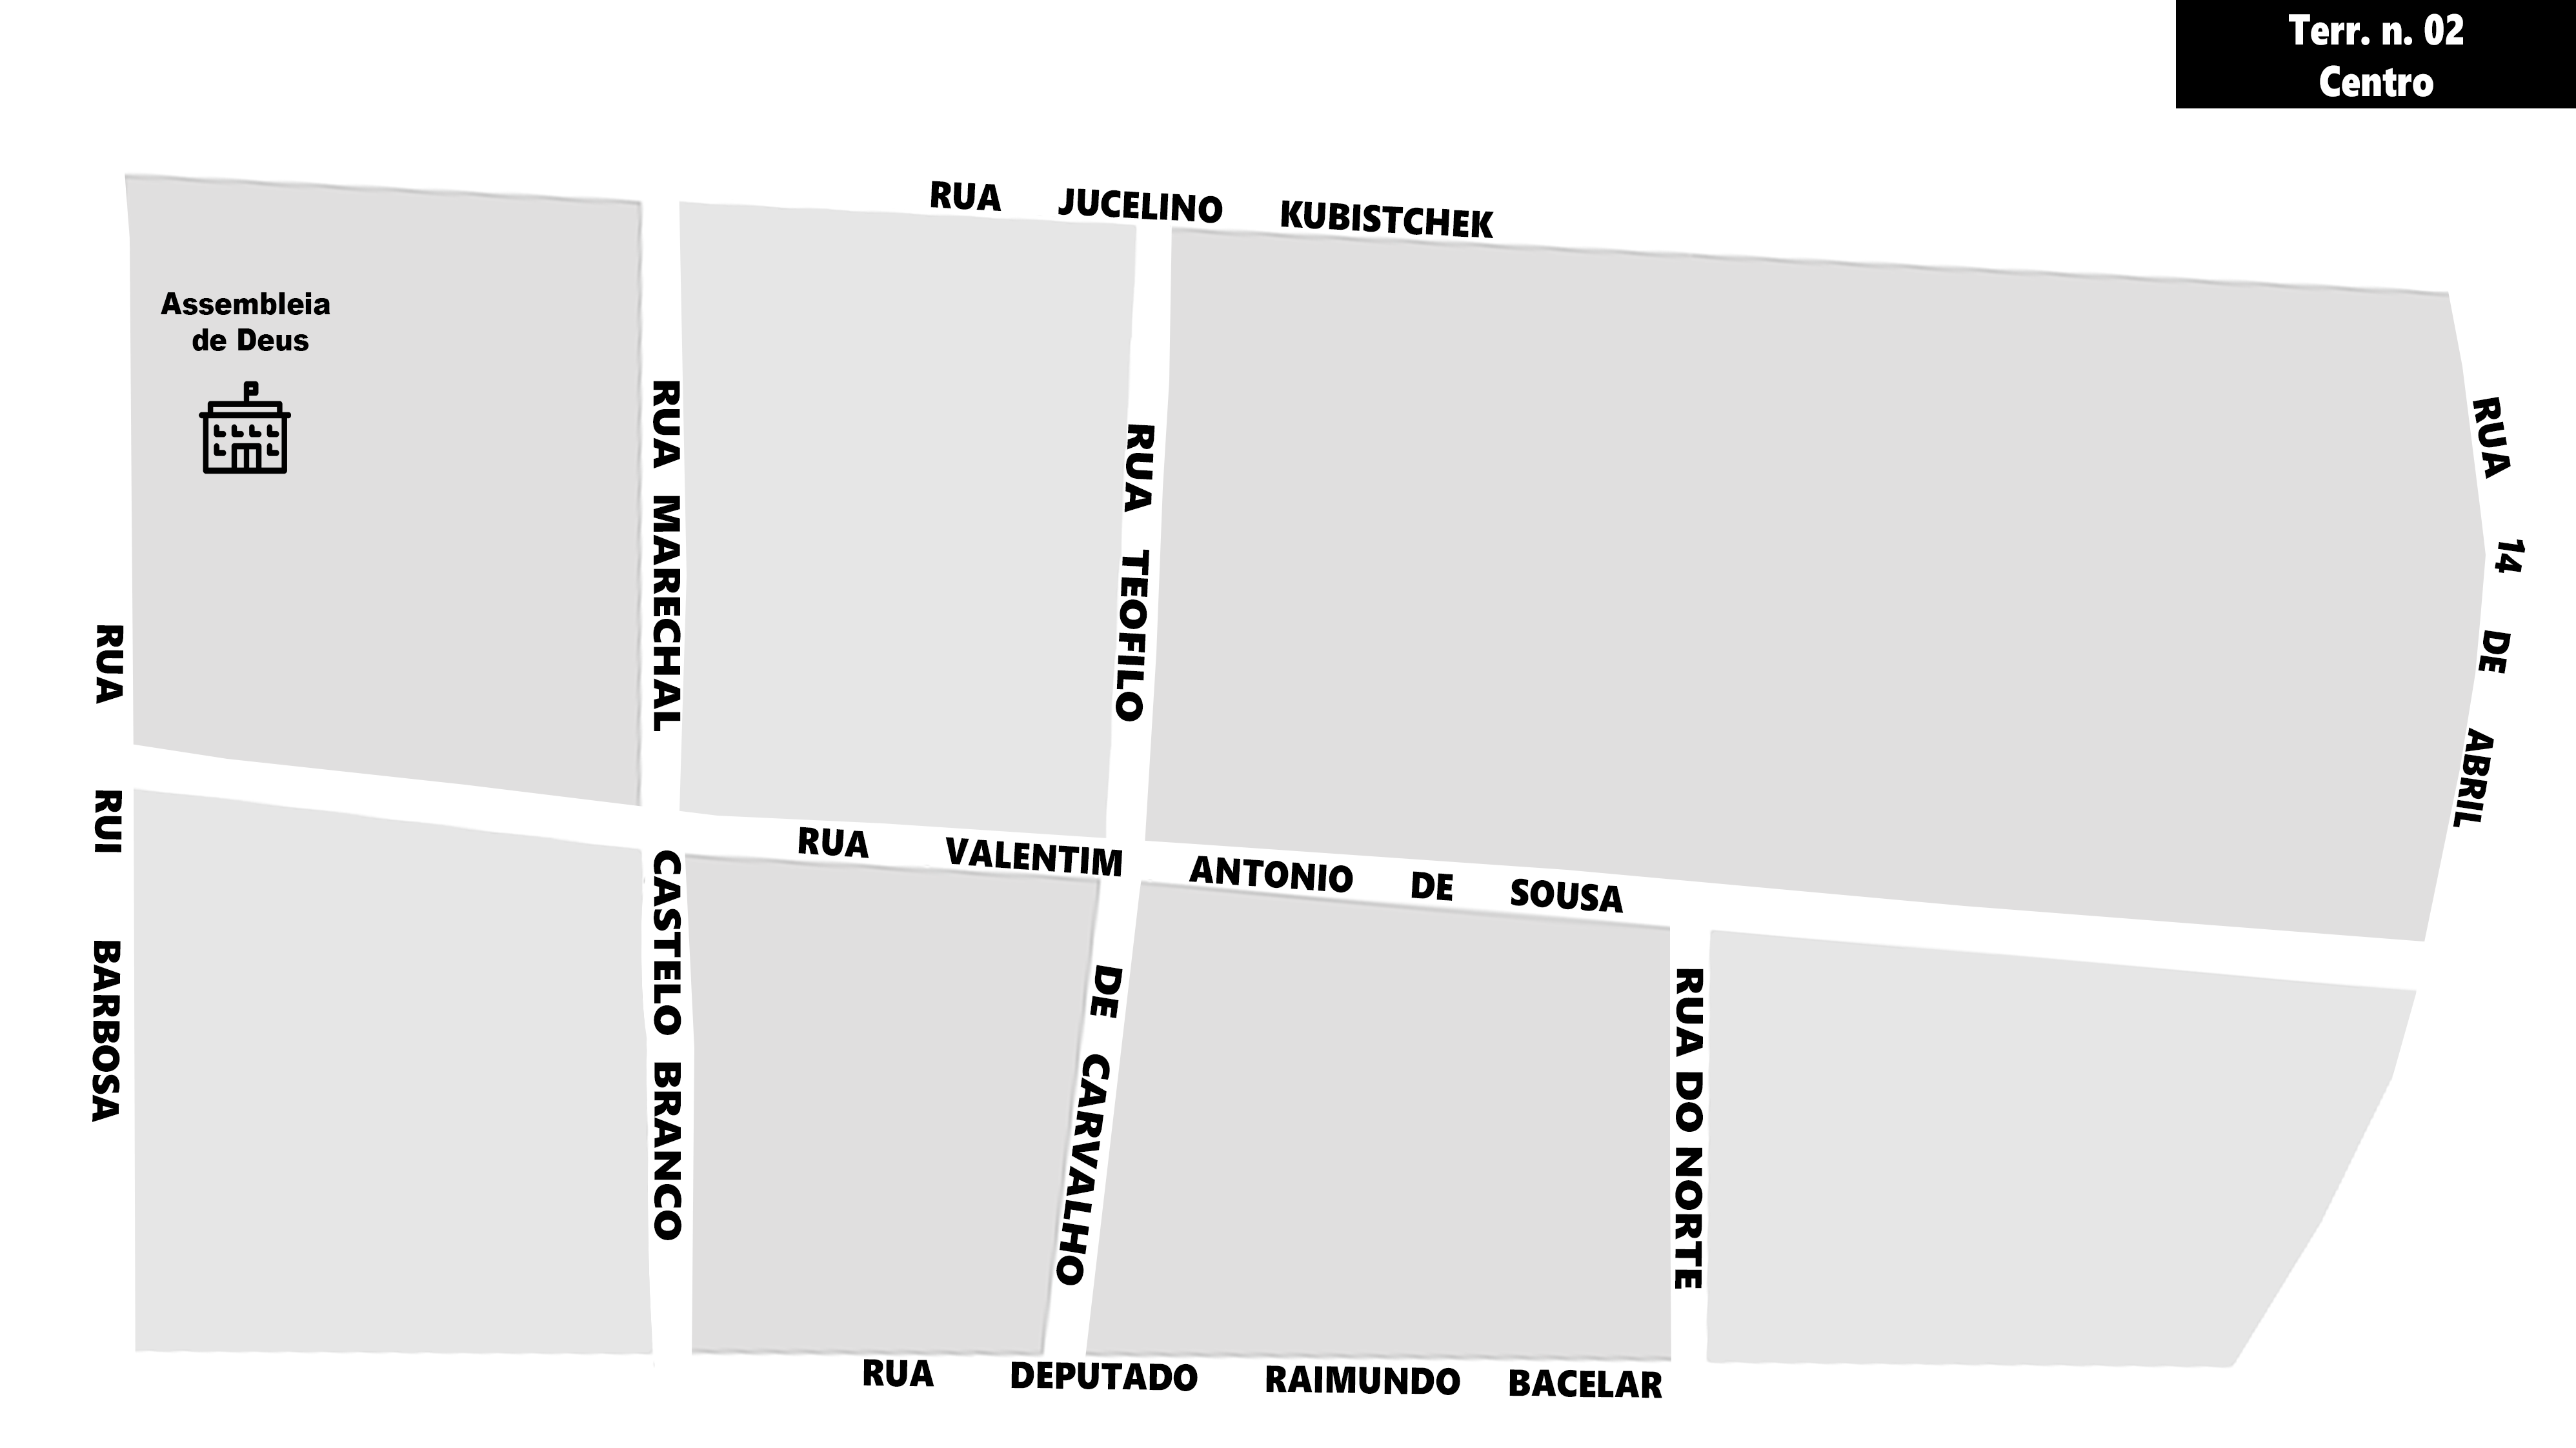 Terr. n. 02
Centro
RUA JUCELINO KUBISTCHEK
Assembleia
de Deus
RUA MARECHAL CASTELO BRANCO
RUA TEOFILO DE CARVALHO
RUA 14 DE ABRIL
RUA RUI BARBOSA
RUA VALENTIM ANTONIO DE SOUSA
RUA DO NORTE
RUA DEPUTADO RAIMUNDO BACELAR